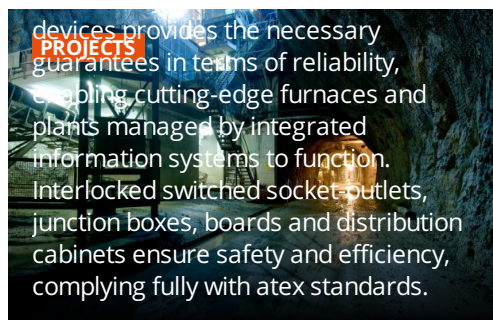 devices provides the necessary
PROJECTS
guarantees in terms of reliability,
enabling cutting-edge furnaces and
plants managed by integrated
information systems to function.
Interlocked switched socket-outlets,
junction boxes, boards and distribution
cabinets ensure safety and efficiency,
complying fully with atex standards.